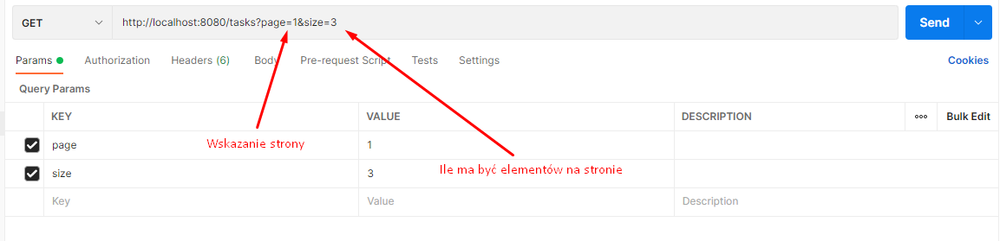 GET http://localhost:8080/tasks?page=1&size=3 Send
Params Authorization Headers (6) Body Pre-request Script Tests Settings Cookies
Query Params
KEY VALUE DESCRIPTION ooo Bulk Edit
page 1
Wskazanie strony
size 3
Ile ma być elementów na stronie
Key Value Description